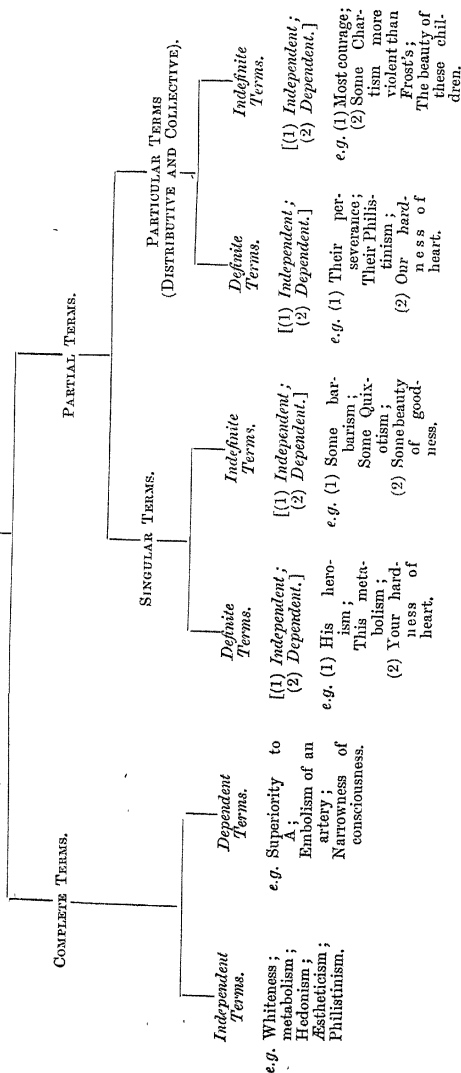 COMPLETE TERMS.
PARTIAL TERMS.
SINGULAR TERMS.
PARTICULAR TERMS
(DISTRIBUTIVE AND COLLECTIVE).
Independent
Terms.
e.g. Whiteness;
metabolism;
Hedonism;
Æstheticism;
Philistinism.
Dependent
Terms.
e.g. Superiority to
A;
Embolism of an
artery;
Narrowness of
consciousness.
Definite
Terms.
[(1) Independent;
(2) Dependent.]
e.g. (1) His hero-
ism;
This meta-
bolism;
(2) Your hard-
ness of
heart.
Indefinite
Terms.
[(1) Independent;
(2) Dependent.]
e.g. (1) Some bar-
barism;
Some Quix-
otism;
(2) Some beauty
of good-
ness.
Definite
Terms.
[(1) Independent;
(2) Dependent.]
e.g. (1) Their per-
severance;
Their Philis-
tinism;
(2) Our hard-
ness of
heart.
Indefinite
Terms.
[(1) Independent;
(2) Dependent.]
e.g. (1) Most courage;
(2) Some Char-
tism more
violent than
Frost's;
The beauty of
these chil-
dren.